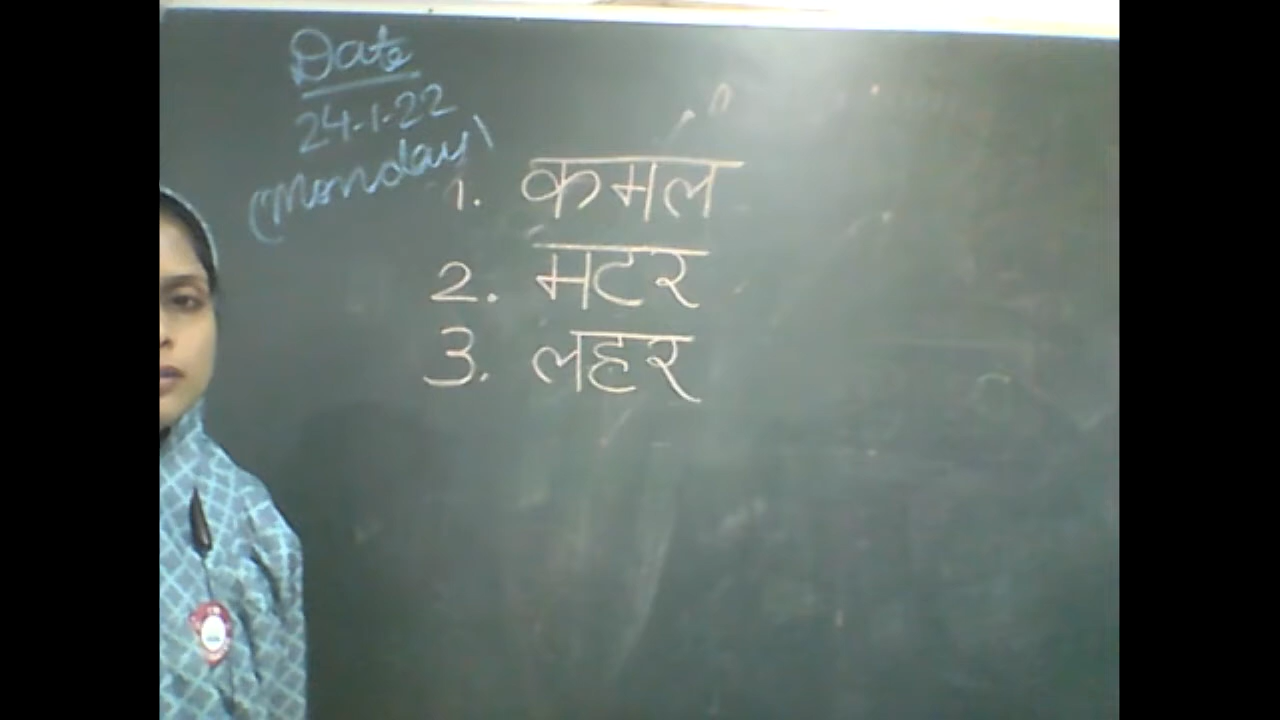 Date
24-1-22
(Monday)
1. कमल
2. मटर
3. लहर